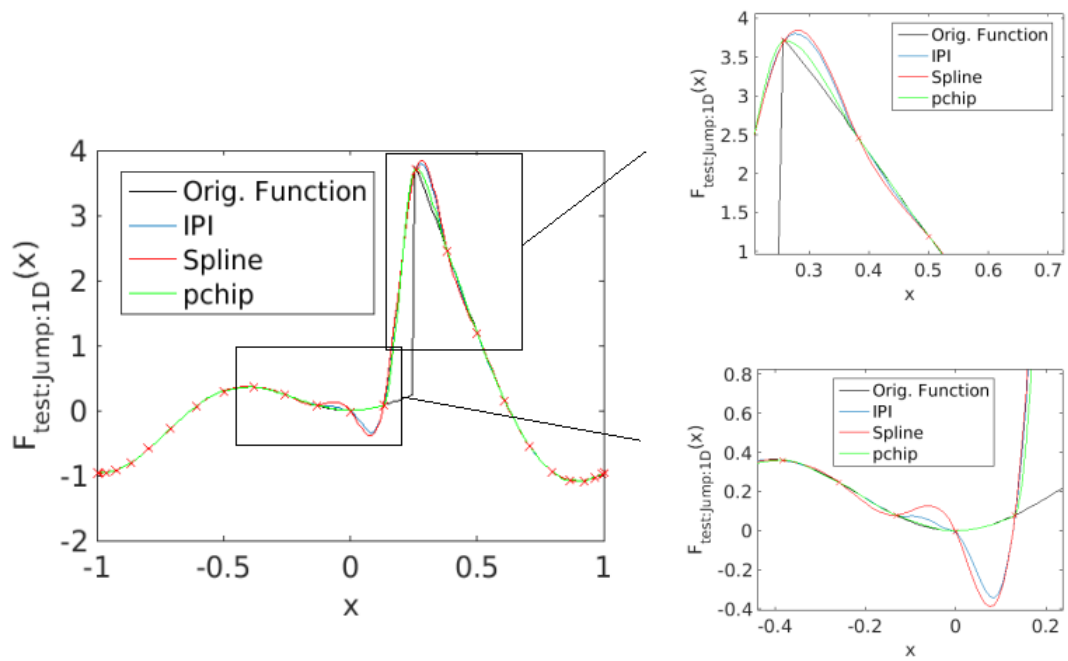 4
3
2
1
0
-1
-2
F_test:Jump:1D(x)
Orig. Function
IPI
Spline
pchip
-1
-0.5
0
0.5
1
x
4
3.5
3
2.5
2
1.5
1
F_test:Jump:1D(x)
Orig. Function
IPI
Spline
pchip
0.3
0.4
0.5
0.6
0.7
x
0.8
0.6
0.4
0.2
0
-0.2
-0.4
F_test:Jump:1D(x)
Orig. Function
IPI
Spline
pchip
-0.4
-0.2
0
0.2
x